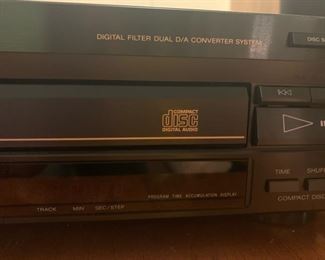 DIGITAL FILTER DUAL D/A CONVERTER SYSTEM
DISC S
COMPACT
disc
DIGITAL AUDIO
TIME
SHUF
PROGRAM TIME ACCUMULATION DISPLAY
TRACK
MIN
SEC/STEP
COMPACT DISC